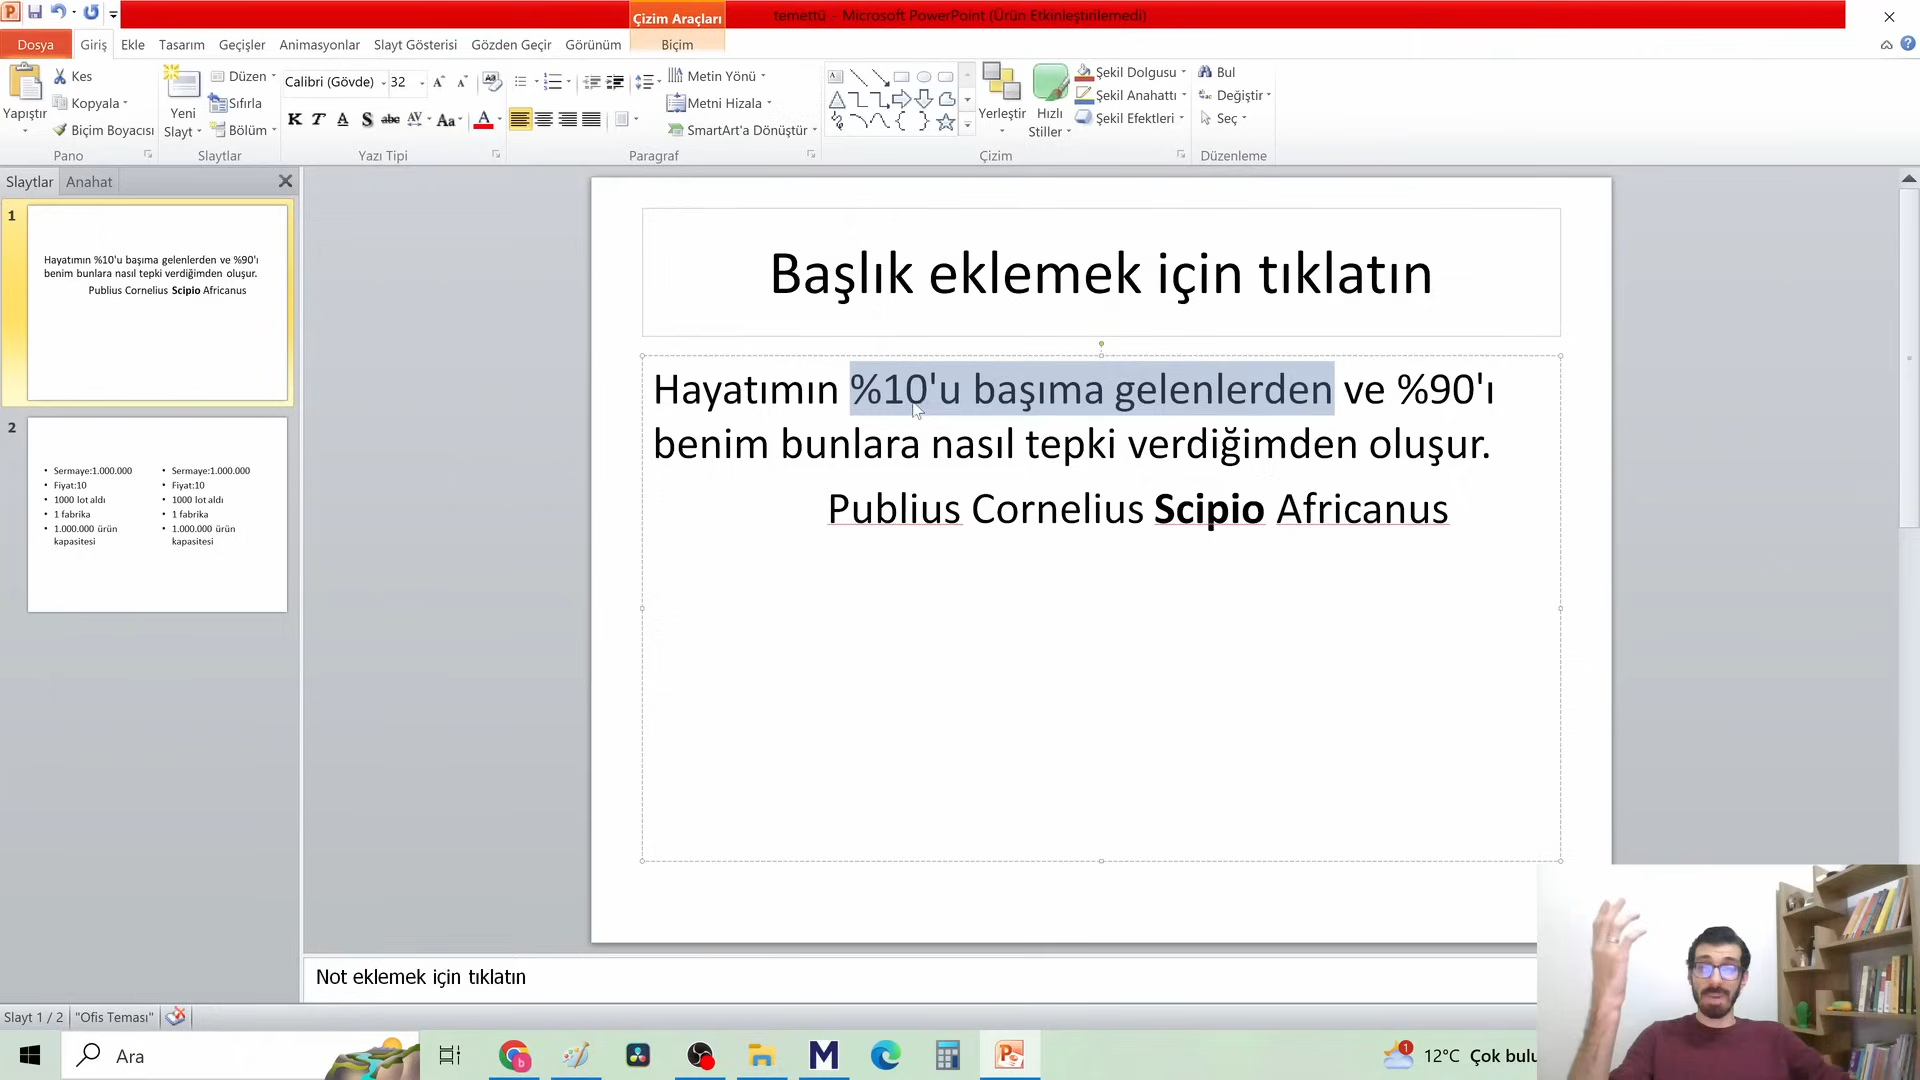 Çizim Araçları
temettü - Microsoft PowerPoint (Ürün Etkinleştirilemedi)
Dosya Giriş Ekle Tasarım Geçişler Animasyonlar Slayt Gösterisi Gözden Geçir Görünüm Biçim
Yapıştır
Kes
Kopyala
Biçim Boyacısı
Pano
Yeni
Slayt
Düzen
Sıfırla
Bölüm
Slaytlar
Calibri (Gövde) 32
K T A S abc AV Aa A
Yazı Tipi
Metin Yönü
Metni Hizala
SmartArt'a Dönüştür
Paragraf
Yerleştir
Hızlı
Stiller
Şekil Dolgusu
Şekil Anahattı
Şekil Efektleri
Çizim
Bul
Değiştir
Seç
Düzenleme
Slaytlar Anahat
1
Hayatımın %10'u başıma gelenlerden ve %90'ı
benim bunlara nasıl tepki verdiğimden oluşur.
Publius Cornelius Scipio Africanus
2
• Sermaye:1.000.000
• Fiyat:10
• 1000 lot aldı
• 1 fabrika
• 1.000.000 ürün
kapasitesi
• Sermaye:1.000.000
• Fiyat:10
• 1000 lot aldı
• 1 fabrika
• 1.000.000 ürün
kapasitesi
Başlık eklemek için tıklatın
Hayatımın %10'u başıma gelenlerden ve %90'ı
benim bunlara nasıl tepki verdiğimden oluşur.
Publius Cornelius Scipio Africanus
Not eklemek için tıklatın
Slayt 1 / 2 "Ofis Teması"
Ara
1
12°C Çok bulu